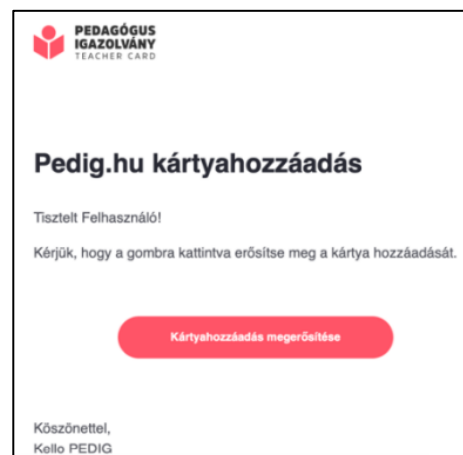 PEDAGÓGUS
IGAZOLVÁNY
TEACHER CARD
Pedig.hu kártyahozzáadás
Tisztelt Felhasználó!
Kérjük, hogy a gombra kattintva erősítse meg a kártya hozzáadását.
Kártyahozzáadás megerősítése
Köszönettel,
Kello PEDIG